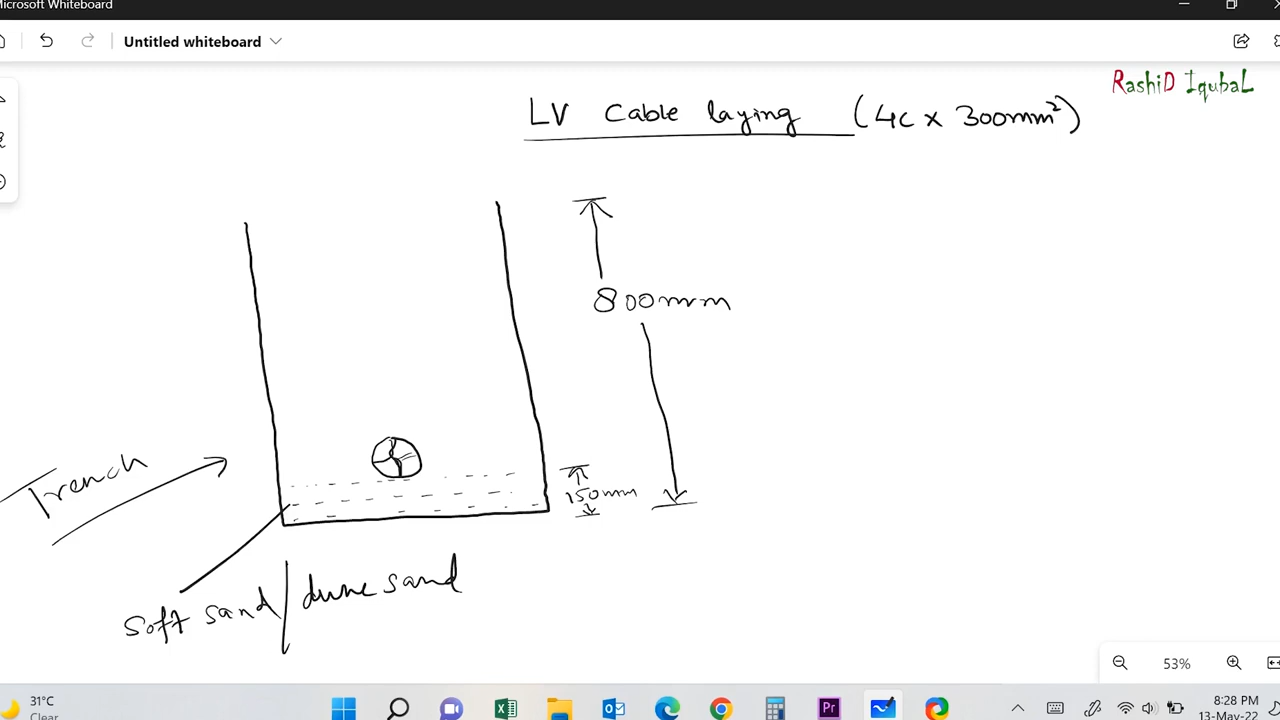 Microsoft Whiteboard
Untitled whiteboard
RashiD IqubaL
LV Cable laying (4c x 300mm²)
800mm
Trench
150mm
soft sand/dune sand
53%
31°C
Clear
8:28 PM
13-May-22